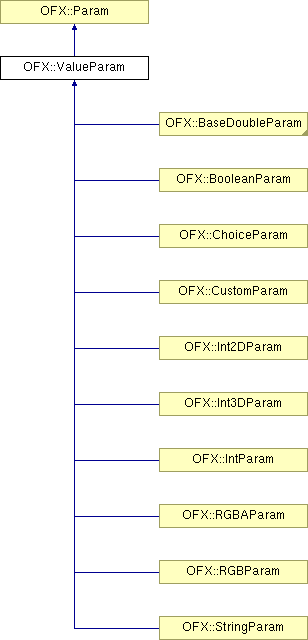 OFX::Param
OFX::ValueParam
OFX::BaseDoubleParam
OFX::BooleanParam
OFX::ChoiceParam
OFX::CustomParam
OFX::Int2DParam
OFX::Int3DParam
OFX::IntParam
OFX::RGBAParam
OFX::RGBParam
OFX::StringParam